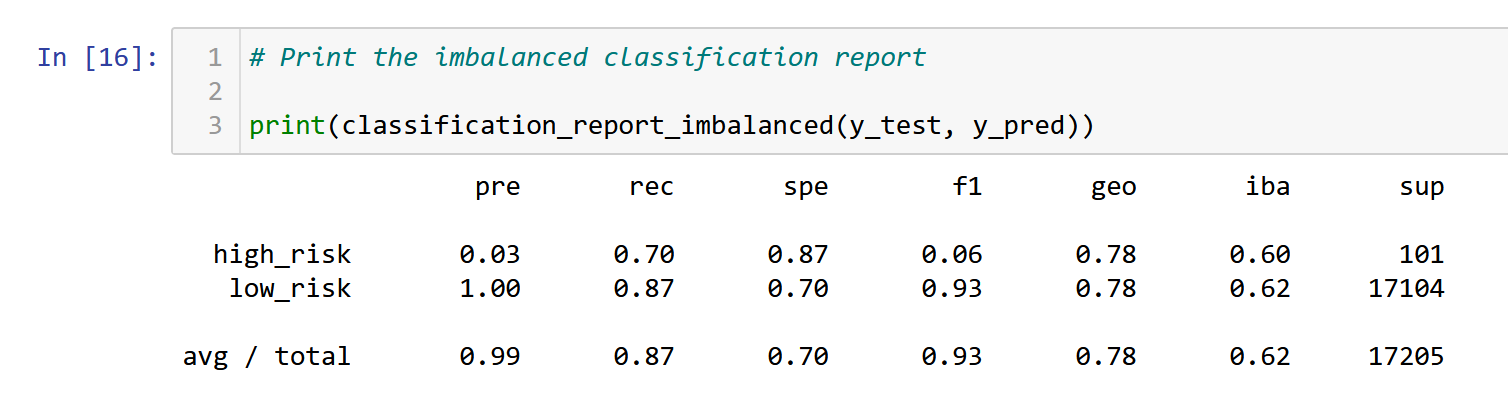 In [16]: 1 # Print the imbalanced classification report
2
3 print(classification_report_imbalanced(y_test, y_pred))
pre rec spe f1 geo iba sup
high_risk 0.03 0.70 0.87 0.06 0.78 0.60 101
low_risk 1.00 0.87 0.70 0.93 0.78 0.62 17104
avg / total 0.99 0.87 0.70 0.93 0.78 0.62 17205